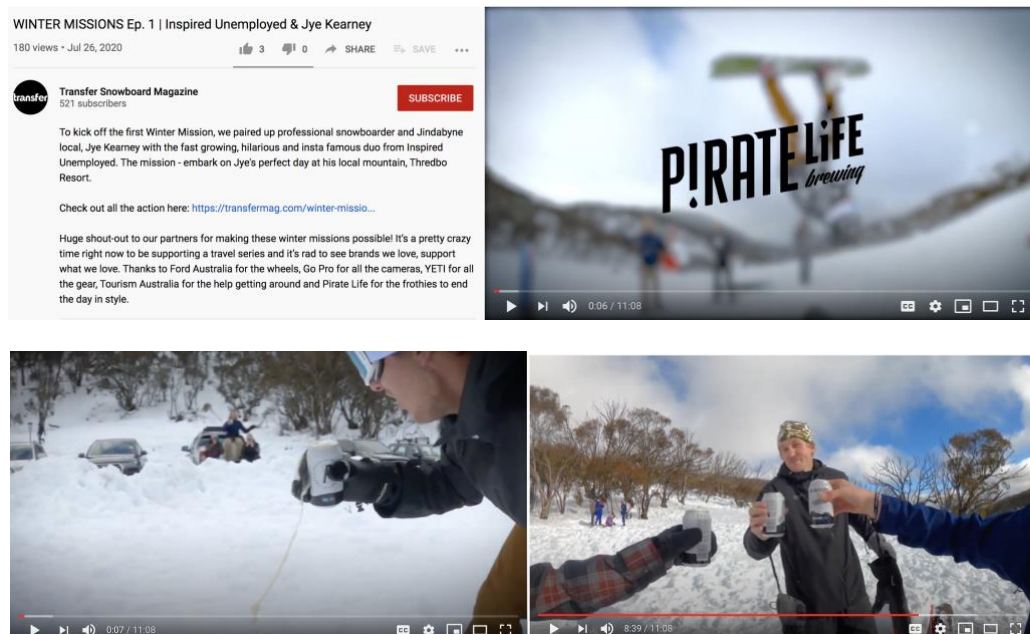 WINTER MISSIONS Ep. 1 | Inspired Unemployed & Jye Kearney
180 views • Jul 26, 2020
3 0 SHARE SAVE
transfer
Transfer Snowboard Magazine
521 subscribers
SUBSCRIBE
To kick off the first Winter Mission, we paired up professional snowboarder and Jindabyne
local, Jye Kearney with the fast growing, hilarious and insta famous duo from Inspired
Unemployed. The mission - embark on Jye's perfect day at his local mountain, Thredbo
Resort.
Check out all the action here: https://transfermag.com/winter-missio...
Huge shout-out to our partners for making these winter missions possible! It's a pretty crazy
time right now to be supporting a travel series and it's rad to see brands we love, support
what we love. Thanks to Ford Australia for the wheels, Go Pro for all the cameras, YETI for all
the gear, Tourism Australia for the help getting around and Pirate Life for the frothies to end
the day in style.
P!RATE LiFE
brewing
0:06 / 11:08
CC
0:07 / 11:08
CC
8:39 / 11:08
CC